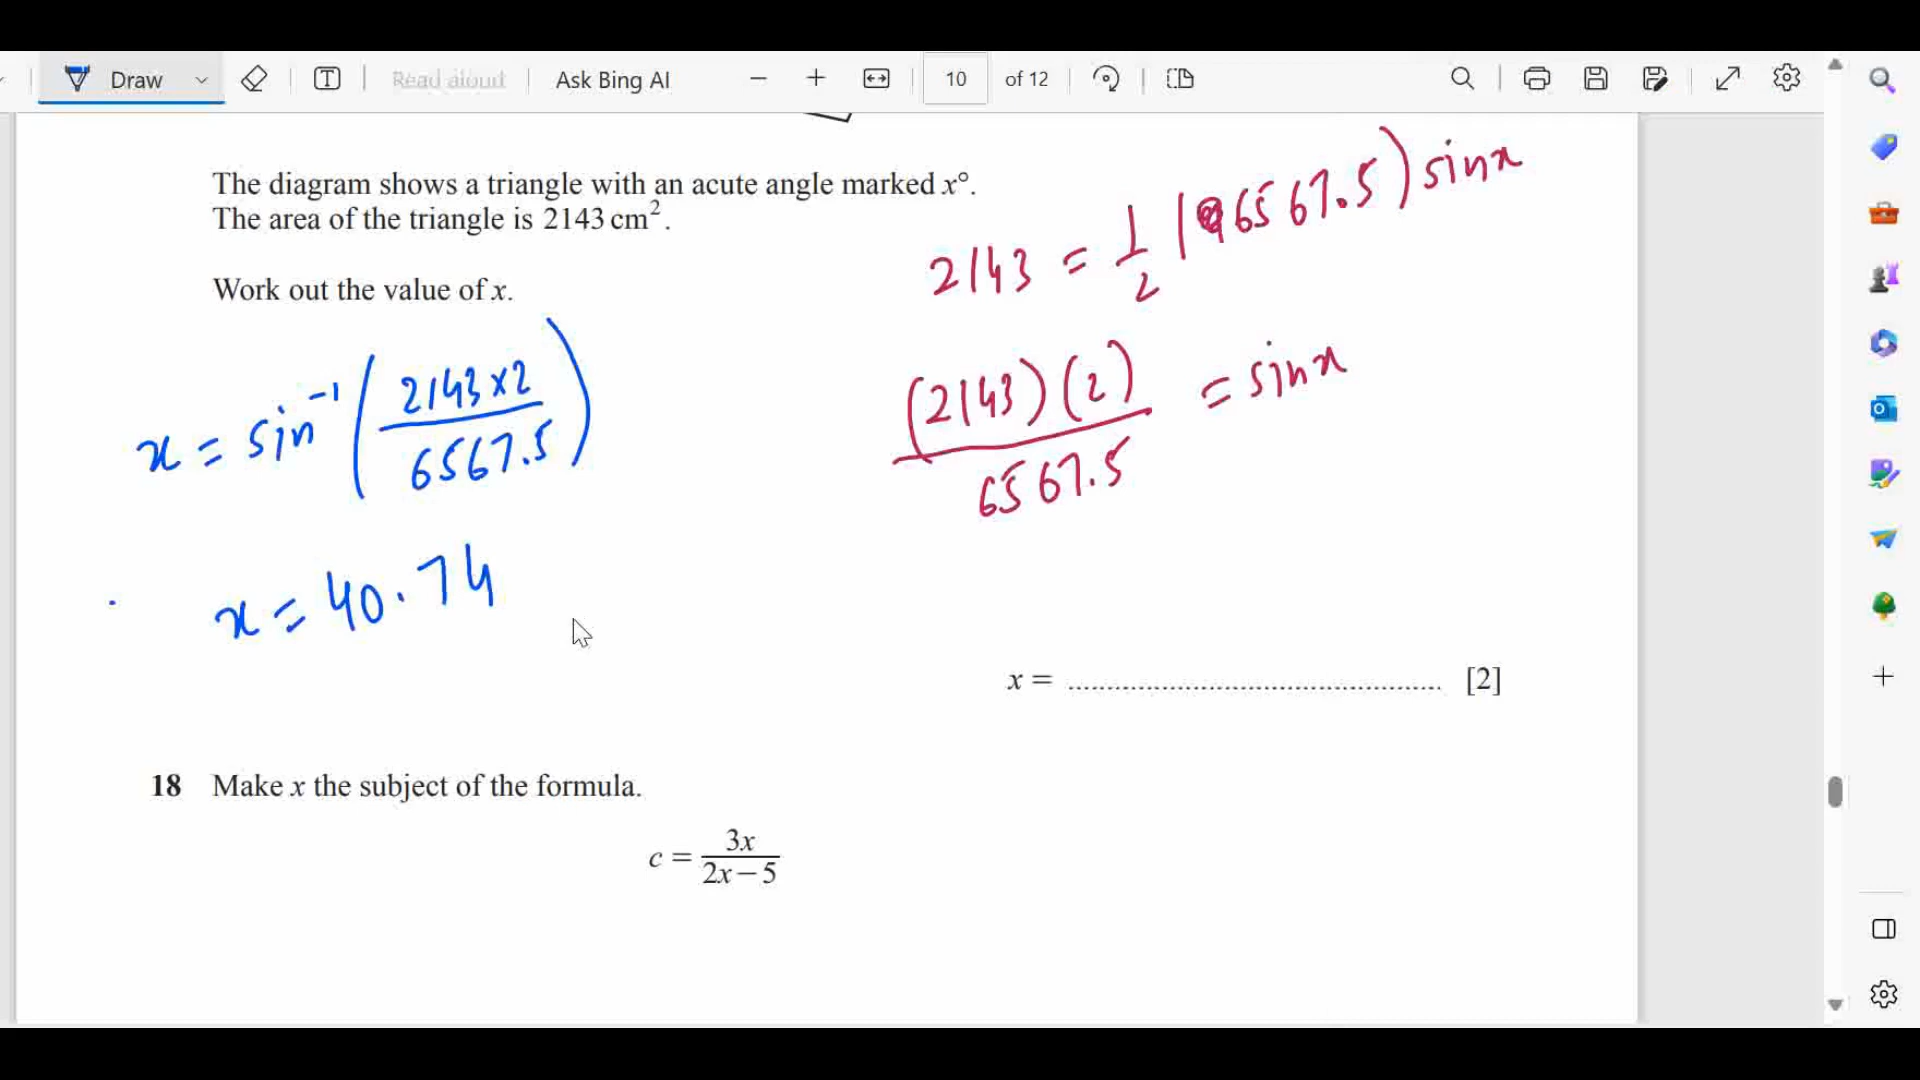 Draw
Read aloud
Ask Bing AI
10 of 12
The diagram shows a triangle with an acute angle marked x°.
The area of the triangle is 2143 cm².
Work out the value of x.
2143 = 1/2 (6567.5) sin x
(2143)(2) / 6567.5 = sin x
x = sin⁻¹ (2143×2 / 6567.5)
x = 40.74
x = ............................................... [2]
18 Make x the subject of the formula.
c = 3x / 2x − 5